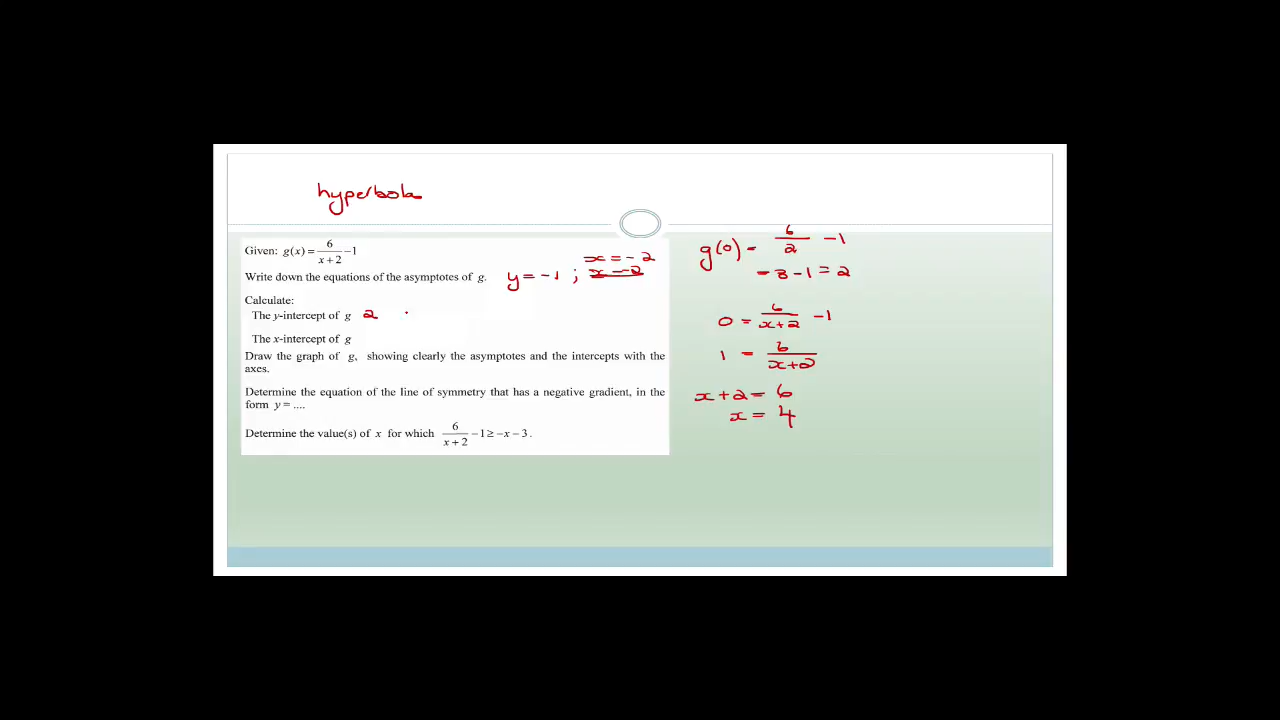 hyperbola
Given: g(x) = 6/(x+2) − 1
Write down the equations of the asymptotes of g. y = −1 ; x −2
x = −2
Calculate:
The y-intercept of g 2
The x-intercept of g
Draw the graph of g, showing clearly the asymptotes and the intercepts with the
axes.
Determine the equation of the line of symmetry that has a negative gradient, in the
form y = ....
Determine the value(s) of x for which 6/(x+2) − 1 ≥ −x − 3 .
g(0) = 6/2 − 1
= 3 − 1 = 2
0 = 6/(x+2) − 1
1 = 6/(x+2)
x + 2 = 6
x = 4